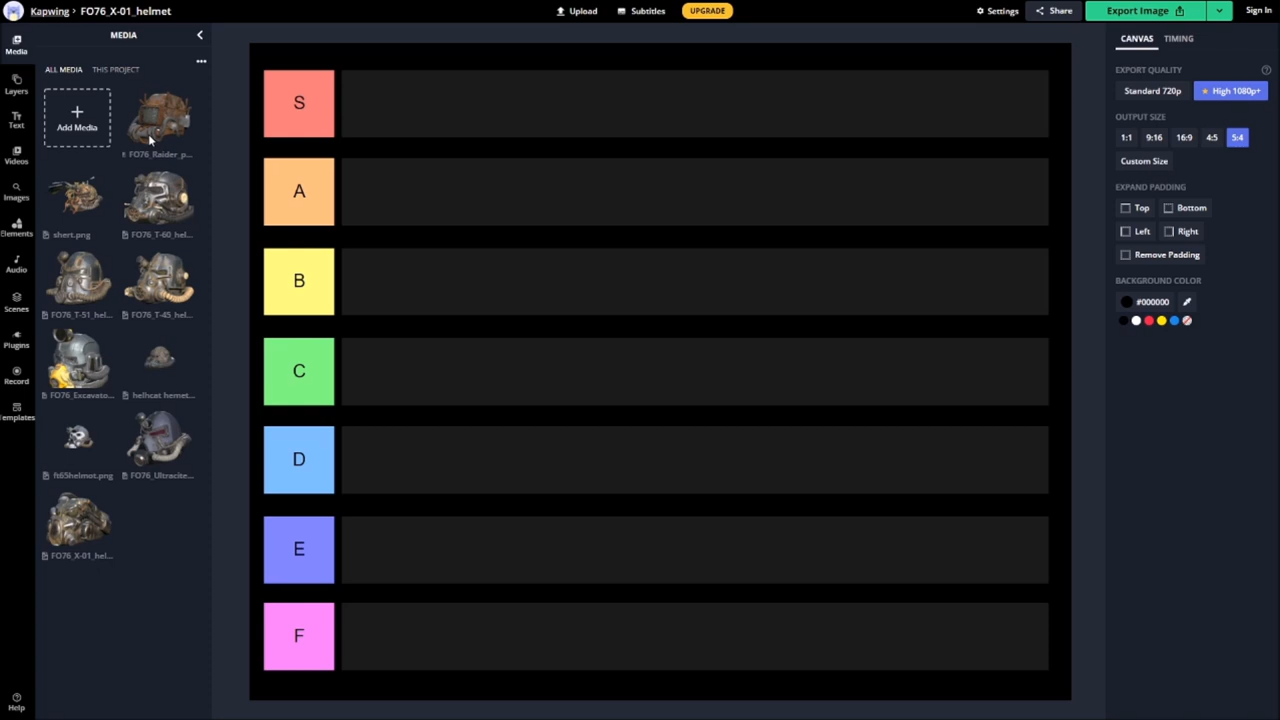 Kapwing › FO76_X-01_helmet
Upload
Subtitles
UPGRADE
Settings
Share
Export Image
Sign In
Media
Layers
Text
Videos
Images
Elements
Audio
Scenes
Plugins
Record
Templates
Help
MEDIA
ALL MEDIA
THIS PROJECT
Add Media
FO76_Raider_p...
shert.png
FO76_T-60_hel...
FO76_T-51_hel...
FO76_T-45_hel...
FO76_Excavato...
helhcat hemet...
ft65helmot.png
FO76_Ultracite...
FO76_X-01_hel...
S
A
B
C
D
E
F
CANVAS
TIMING
EXPORT QUALITY
Standard 720p
High 1080p+
OUTPUT SIZE
1:1
9:16
16:9
4:5
5:4
Custom Size
EXPAND PADDING
Top
Bottom
Left
Right
Remove Padding
BACKGROUND COLOR
#000000